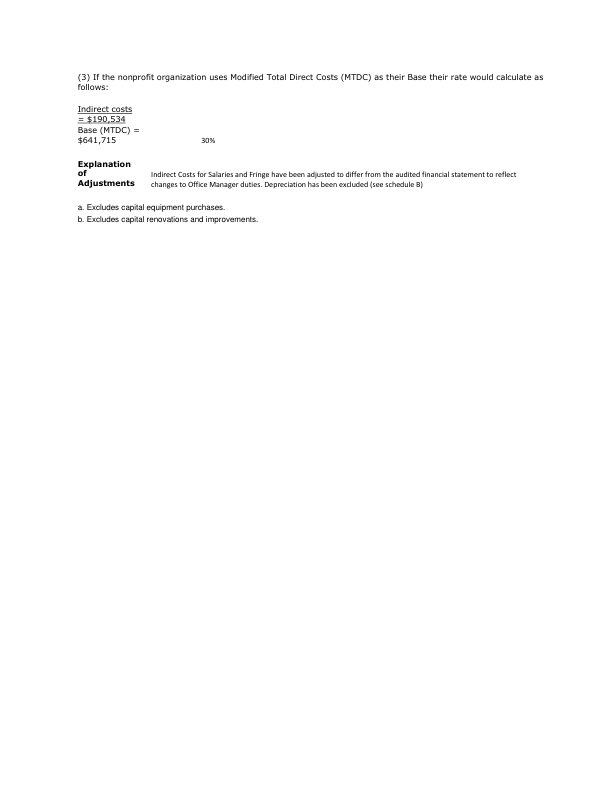 (3) If the nonprofit organization uses Modified Total Direct Costs (MTDC) as their Base their rate would calculate as
follows:
Indirect costs
= $190,534
Base (MTDC) =
$641,715 30%
Explanation
of
Adjustments
Indirect Costs for Salaries and Fringe have been adjusted to differ from the audited financial statement to reflect
changes to Office Manager duties. Depreciation has been excluded (see schedule B)
a. Excludes capital equipment purchases.
b. Excludes capital renovations and improvements.